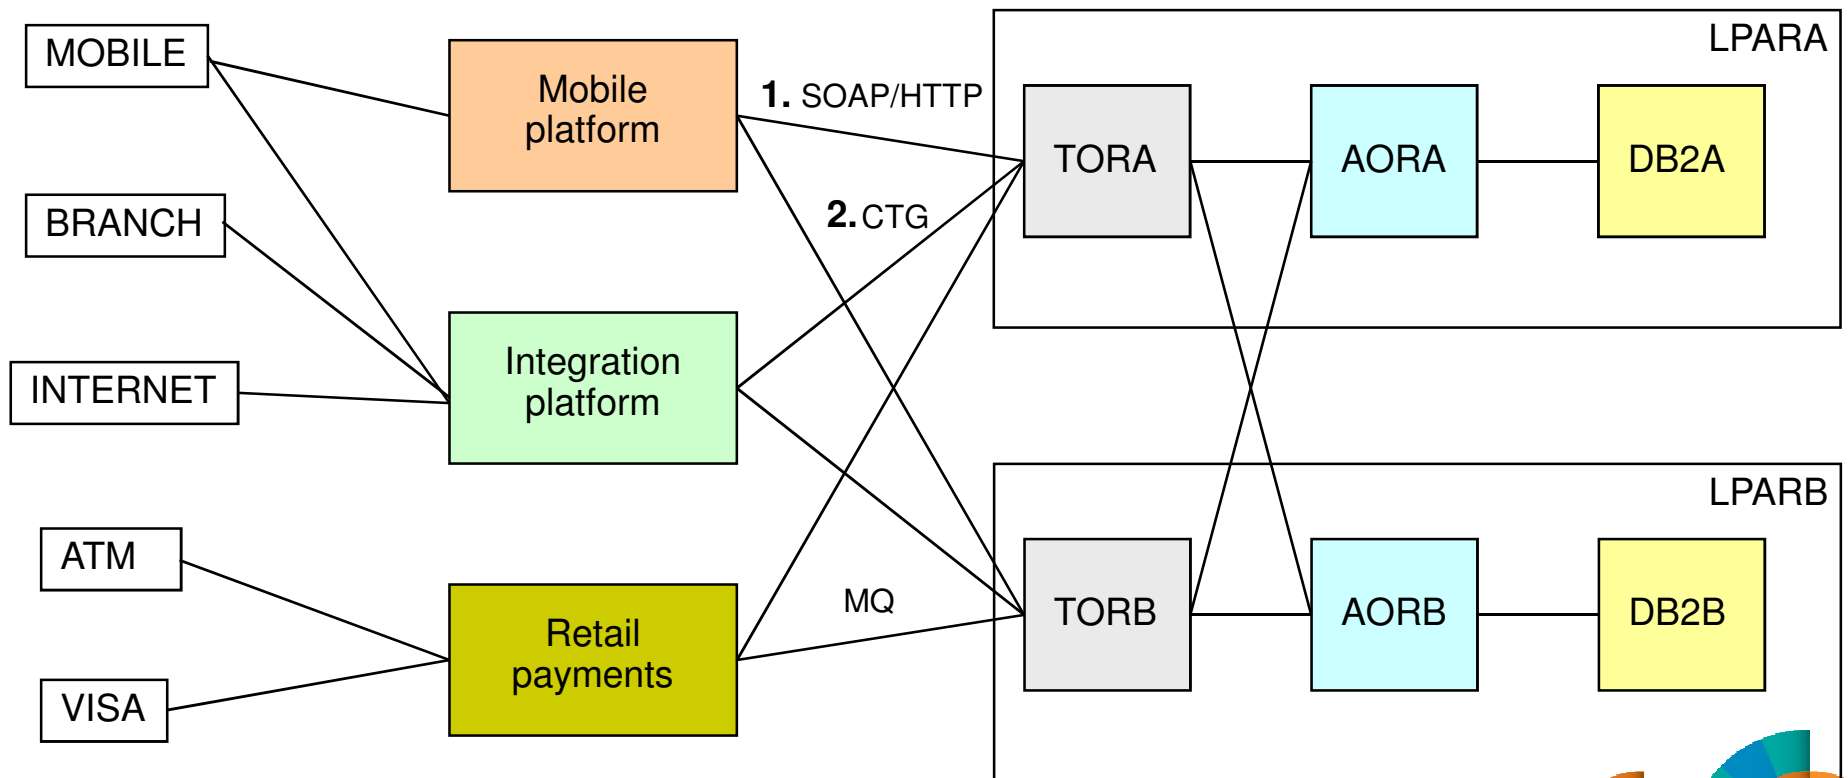 MOBILE
BRANCH
INTERNET
ATM
VISA
Mobile
platform
Integration
platform
Retail
payments
1. SOAP/HTTP
2. CTG
MQ
LPARA
TORA
AORA
DB2A
LPARB
TORB
AORB
DB2B